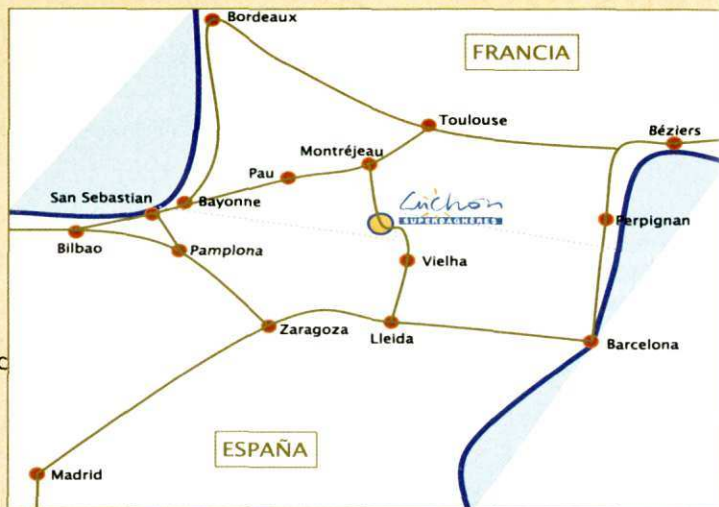 Bordeaux
FRANCIA
Toulouse
Béziers
Montréjeau
Pau
San Sebastian
Bayonne
Luchon
SUPERBAGNÈRES
Perpignan
Bilbao
Pamplona
Vielha
Zaragoza
Lleida
Barcelona
c
ESPAÑA
Madrid